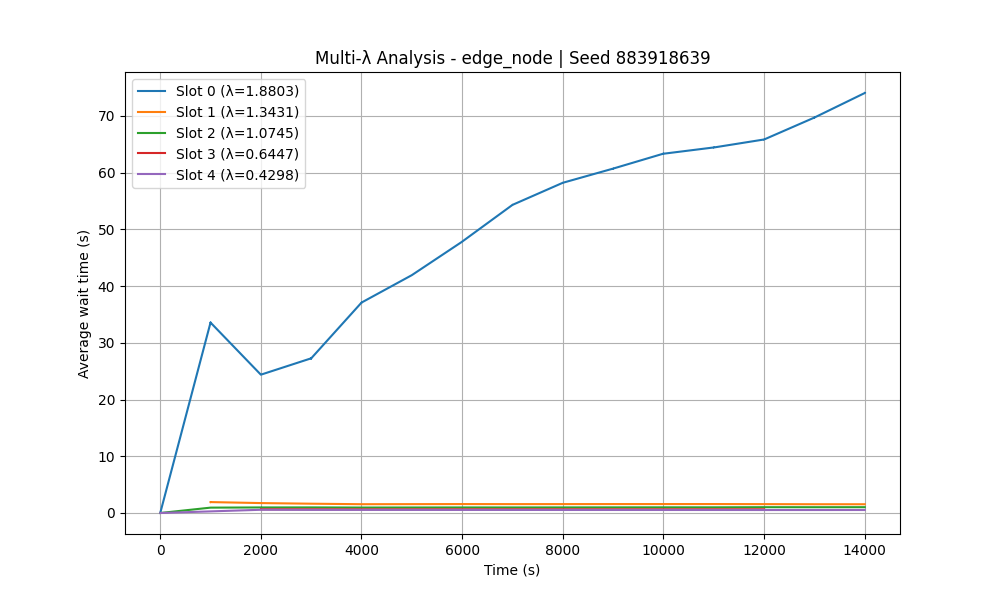 Multi-λ Analysis - edge_node | Seed 883918639
Slot 0 (λ=1.8803)
Slot 1 (λ=1.3431)
Slot 2 (λ=1.0745)
Slot 3 (λ=0.6447)
Slot 4 (λ=0.4298)
Average wait time (s)
70
60
50
40
30
20
10
0
0 2000 4000 6000 8000 10000 12000 14000
Time (s)